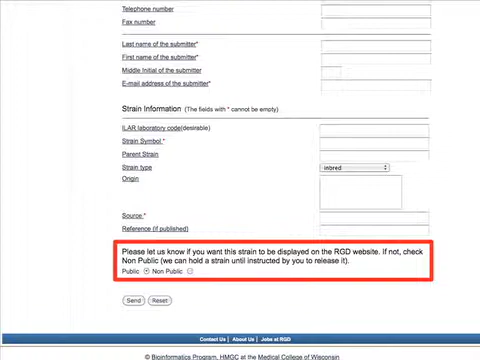 Telephone number
Fax number
Last name of the submitter*
First name of the submitter*
Middle Initial of the submitter
E-mail address of the submitter*
Strain Information (The fields with * cannot be empty)
ILAR laboratory code(desirable)
Strain Symbol *
Parent Strain
Strain type inbred
Origin
Source *
Reference (if published)
Please let us know if you want this strain to be displayed on the RGD website. If not, check
Non Public (we can hold a strain until instructed by you to release it).
Public Non Public
Send Reset
Contact Us | About Us | Jobs at RGD
© Bioinformatics Program, HMGC at the Medical College of Wisconsin